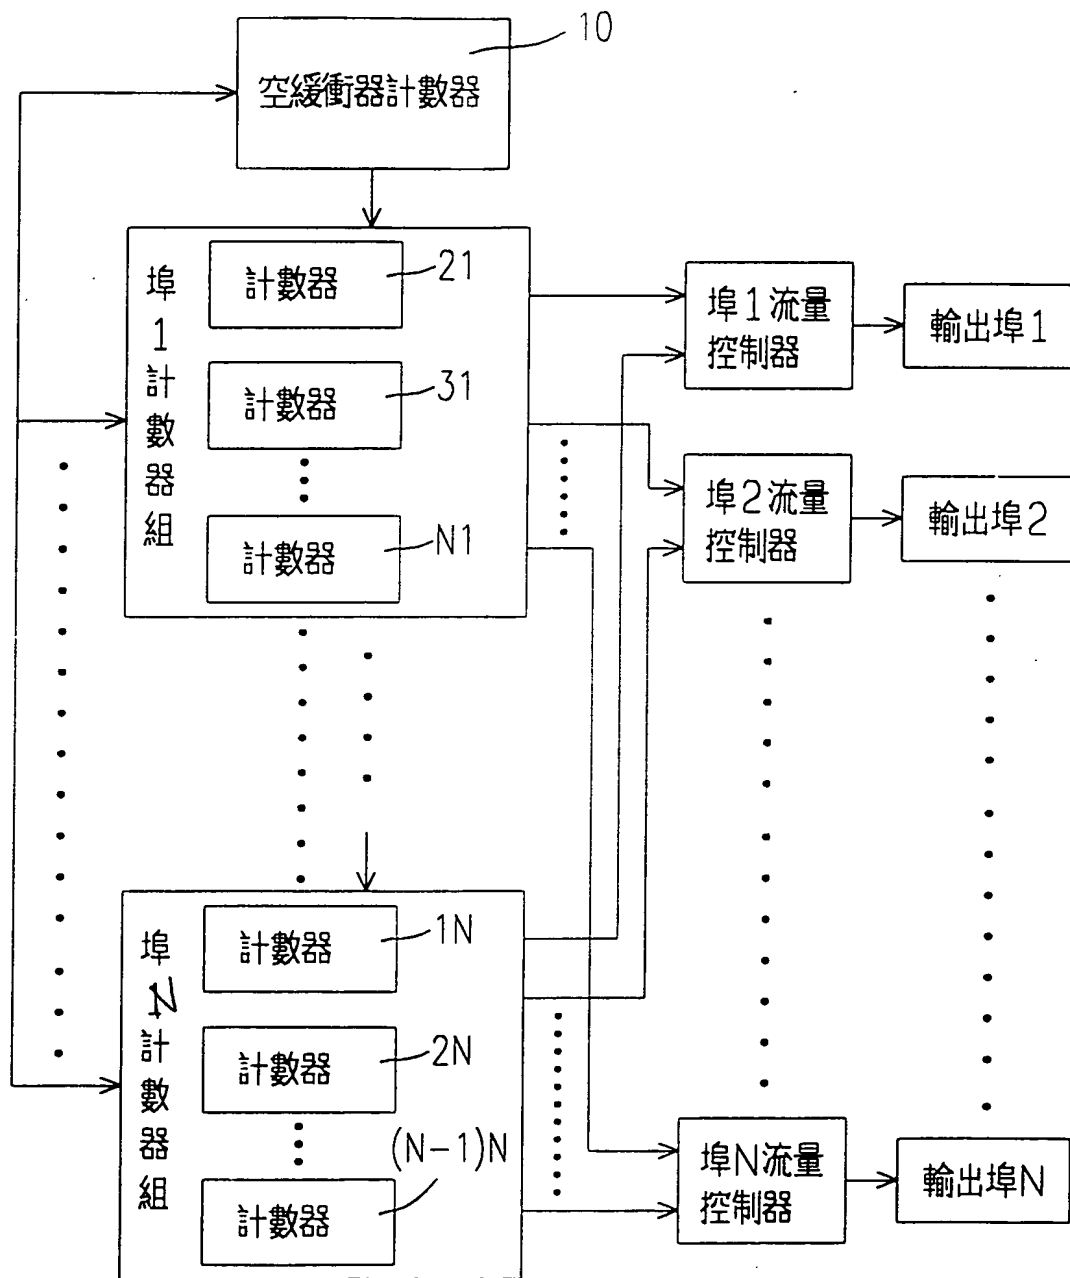 10
空緩衝器計數器
埠1計數器組
計數器
21
計數器
31
計數器
N1
埠1流量
控制器
輸出埠1
埠2流量
控制器
輸出埠2
埠N計數器組
計數器
1N
計數器
2N
計數器
(N-1)N
埠N流量
控制器
輸出埠N